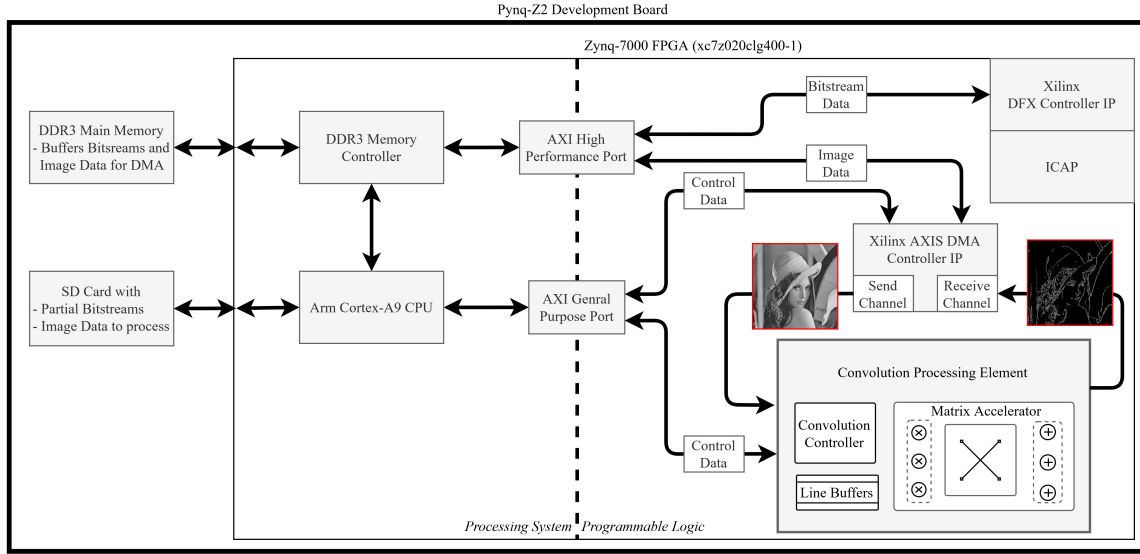 Pynq-Z2 Development Board
Zynq-7000 FPGA (xc7z020clg400-1)
DDR3 Main Memory
- Buffers Bitsreams and
Image Data for DMA
DDR3 Memory
Controller
AXI High
Performance Port
Bitstream
Data
Image
Data
Xilinx
DFX Controller IP
ICAP
Control
Data
Xilinx AXIS DMA
Controller IP
Send
Channel
Receive
Channel
SD Card with
- Partial Bitstreams
- Image Data to process
Arm Cortex-A9 CPU
AXI Genral
Purpose Port
Convolution Processing Element
Convolution
Controller
Line Buffers
Matrix Accelerator
Control
Data
Processing System
Programmable Logic